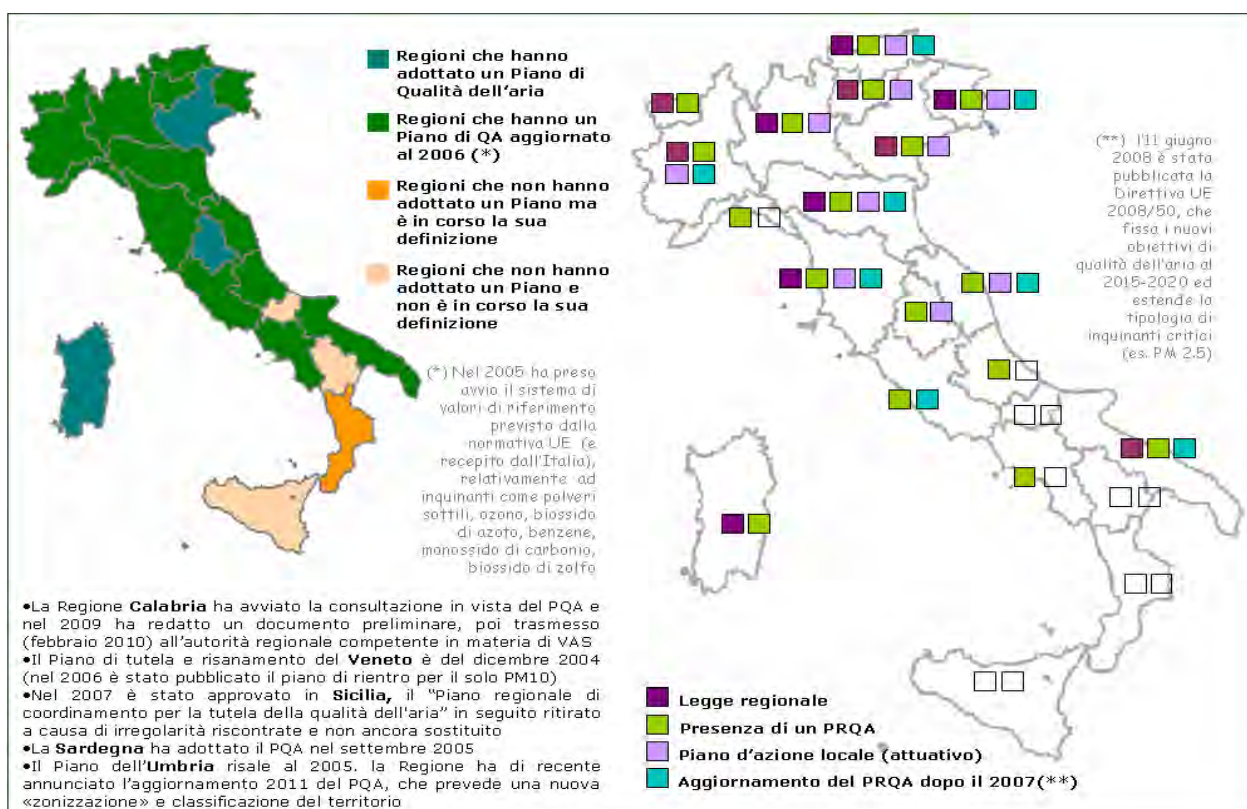 Regioni che hanno
adottato un Piano di
Qualità dell'aria
Regioni che hanno un
Piano di QA aggiornato
al 2006 (*)
Regioni che non hanno
adottato un Piano ma
è in corso la sua
definizione
Regioni che non hanno
adottato un Piano e
non è in corso la sua
definizione
(*) Nel 2005 ha preso
avvio il sistema di
valori di riferimento
previsto dalla
normativa UE (e
recepito dall'Italia),
relativamente ad
inquinanti come polveri
sottili, ozono, biossido
di azoto, benzene,
monossido di carbonio,
biossido di zolfo
•La Regione Calabria ha avviato la consultazione in vista del PQA e
nel 2009 ha redatto un documento preliminare, poi trasmesso
(febbraio 2010) all'autorità regionale competente in materia di VAS
•Il Piano di tutela e risanamento del Veneto è del dicembre 2004
(nel 2006 è stato pubblicato il piano di rientro per il solo PM10)
•Nel 2007 è stato approvato in Sicilia, il "Piano regionale di
coordinamento per la tutela della qualità dell'aria" in seguito ritirato
a causa di irregolarità riscontrate e non ancora sostituito
•La Sardegna ha adottato il PQA nel settembre 2005
•Il Piano dell'Umbria risale al 2005. la Regione ha di recente
annunciato l'aggiornamento 2011 del PQA, che prevede una nuova
«zonizzazione» e classificazione del territorio
(**) l'11 giugno
2008 è stata
pubblicata la
Direttiva UE
2008/50, che
fissa i nuovi
obiettivi di
qualità dell'aria al
2015-2020 ed
estende la
tipologia di
inquinanti critici
(es. PM 2.5)
Legge regionale
Presenza di un PRQA
Piano d'azione locale (attuativo)
Aggiornamento del PRQA dopo il 2007(**)